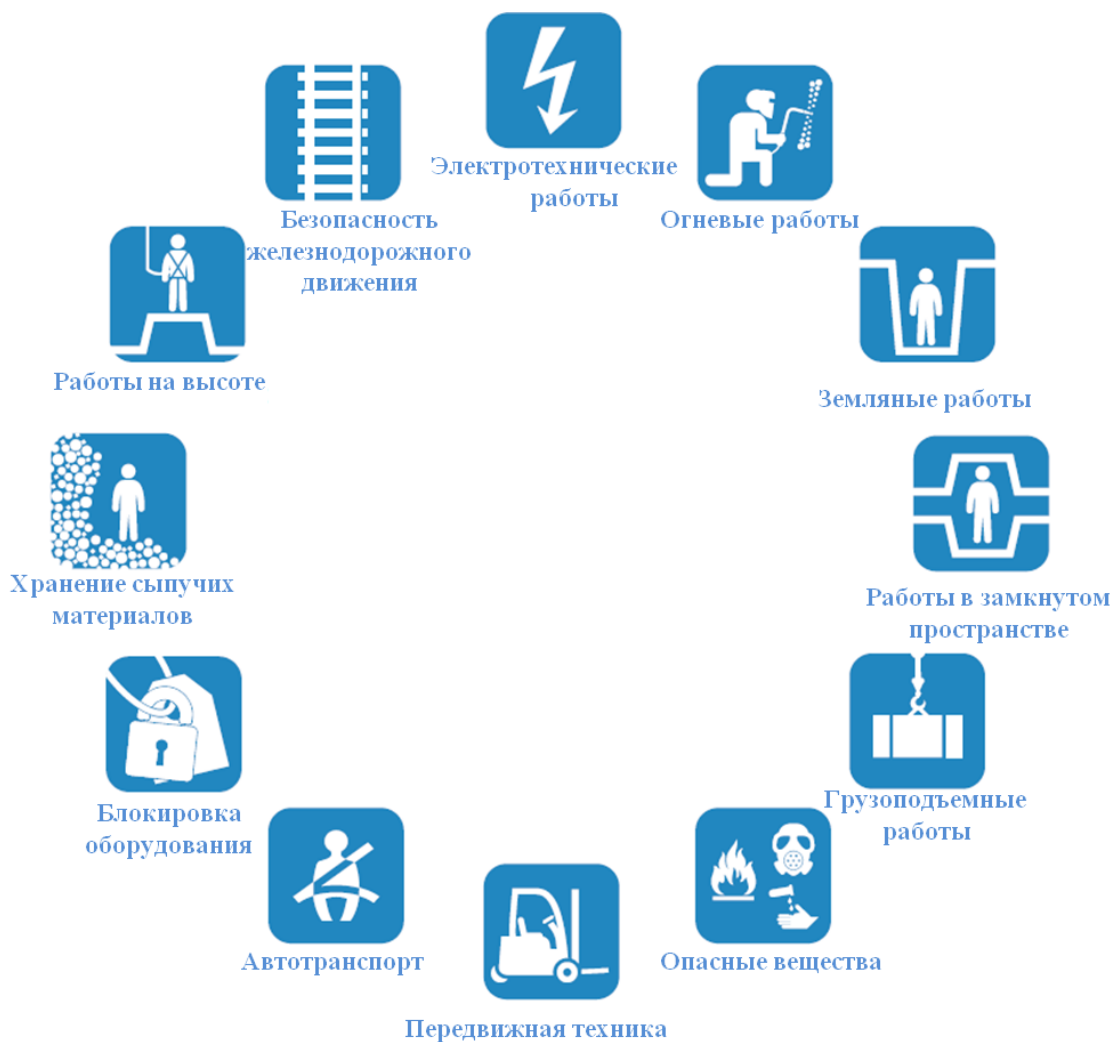 Электротехнические
работы
Огневые работы
Безопасность
железнодорожного
движения
Работы на высоте
Земляные работы
Хранение сыпучих
материалов
Работы в замкнутом
пространстве
Грузоподъемные
работы
Блокировка
оборудования
Автотранспорт
Опасные вещества
Передвижная техника